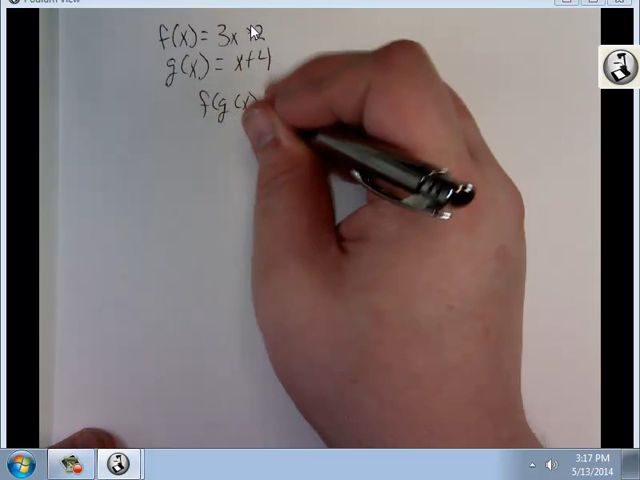 f(x) = 3x
g(x) = x+4
f(g(x)
3:17 PM
5/13/2014